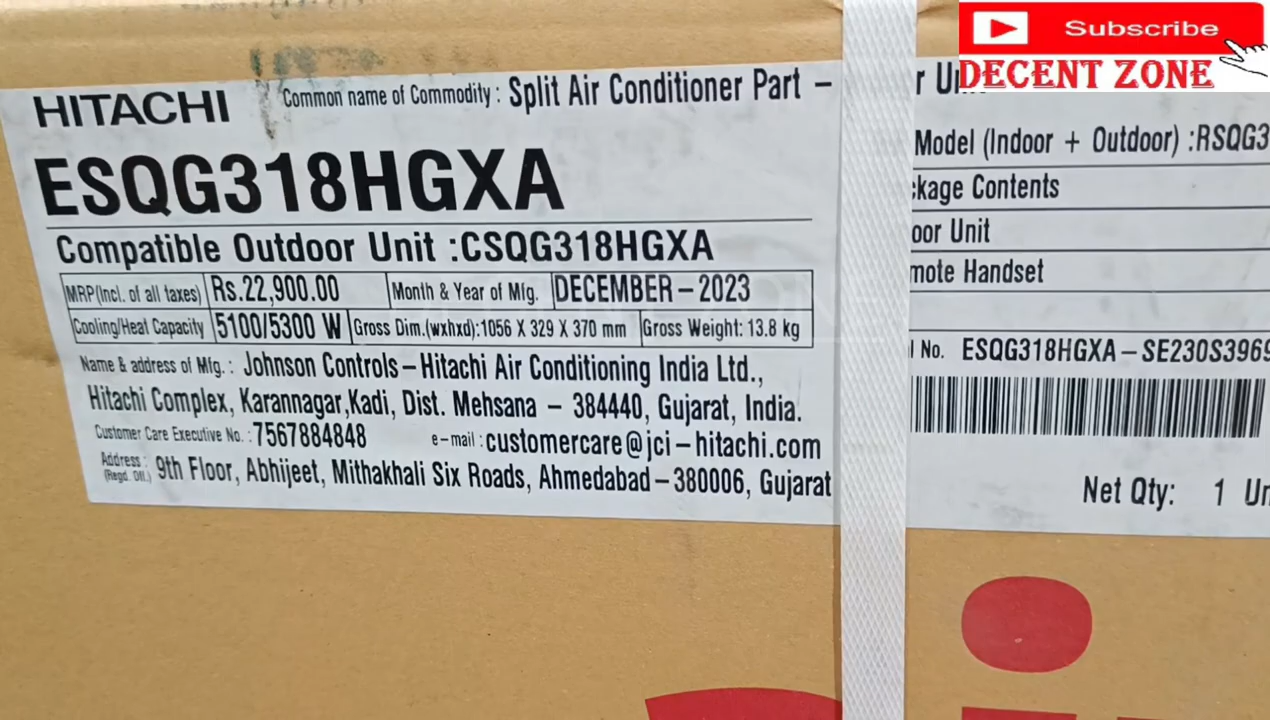 Subscribe
DECENT ZONE
HITACHI
Common name of Commodity : Split Air Conditioner Part –
ESQG318HGXA
Compatible Outdoor Unit :CSQG318HGXA
MRP(Incl. of all taxes) Rs.22,900.00 Month & Year of Mfg. DECEMBER – 2023
Cooling/Heat Capacity 5100/5300 W Gross Dim.(wxhxd):1056 X 329 X 370 mm Gross Weight: 13.8 kg
Name & address of Mfg. : Johnson Controls – Hitachi Air Conditioning India Ltd.,
Hitachi Complex, Karannagar,Kadi, Dist. Mehsana – 384440, Gujarat, India.
Customer Care Executive No. : 7567884848 e–mail : customercare@jci–hitachi.com
Address : (Regd. Off.) 9th Floor, Abhijeet, Mithakhali Six Roads, Ahmedabad – 380006, Gujarat
Model (Indoor + Outdoor) :RSQG3
ckage Contents
oor Unit
mote Handset
l No. ESQG318HGXA – SE230S3969
Net Qty: 1 Un